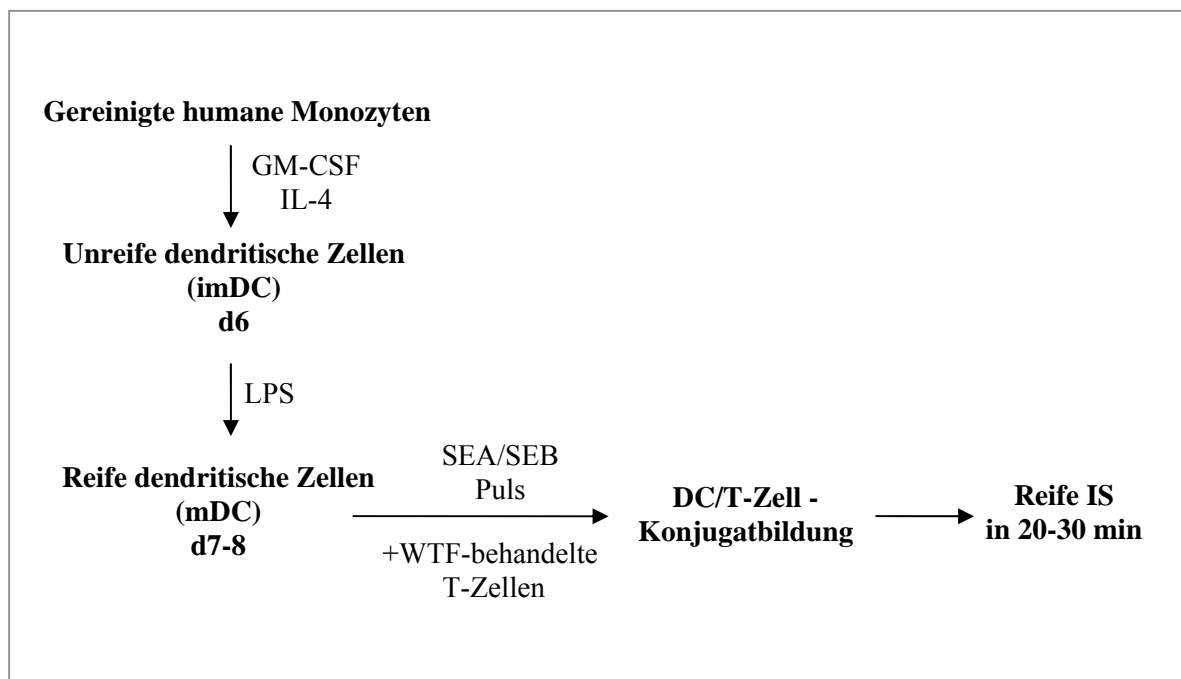 Gereinigte humane Monozyten
GM-CSF
IL-4
Unreife dendritische Zellen
(imDC)
d6
LPS
Reife dendritische Zellen
(mDC)
d7-8
SEA/SEB
Puls
+WTF-behandelte
T-Zellen
DC/T-Zell -
Konjugatbildung
Reife IS
in 20-30 min